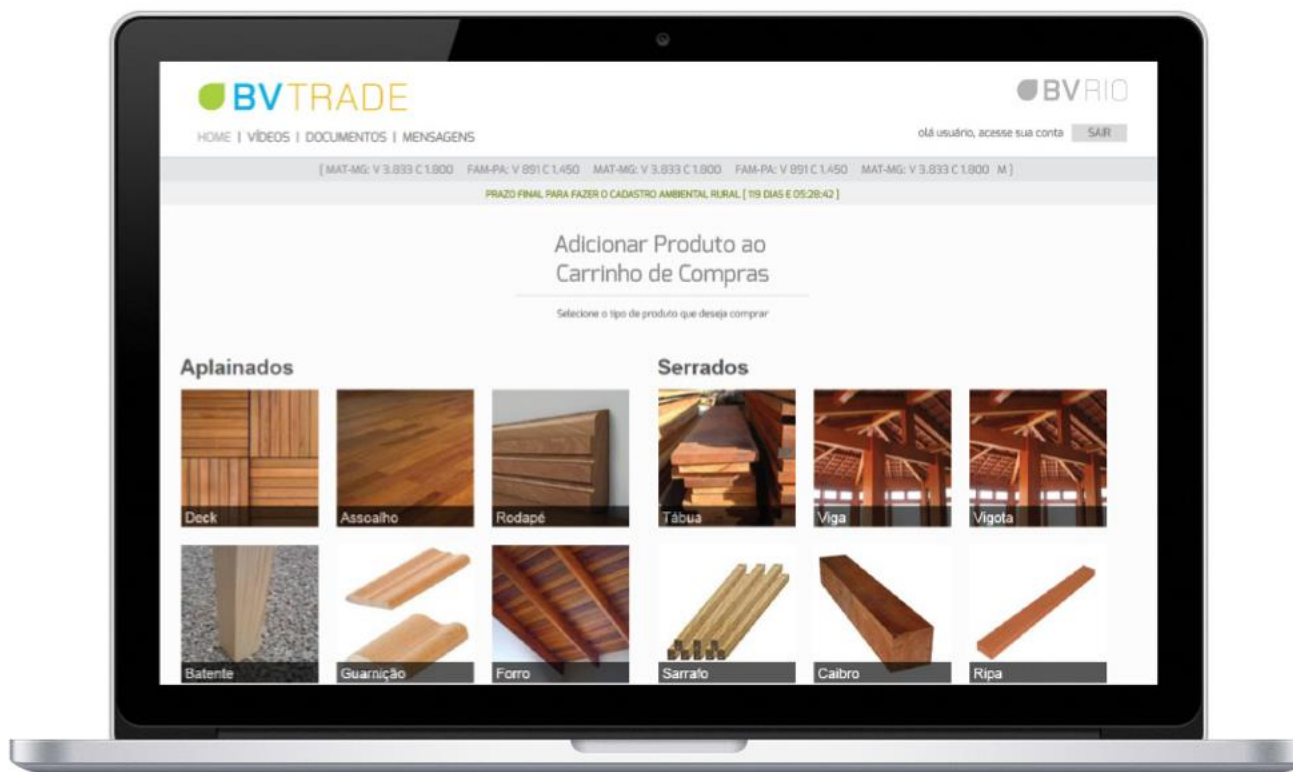 BVTRADE
BVRIO
HOME | VÍDEOS | DOCUMENTOS | MENSAGENS
olá usuário, acesse sua conta SAIR
[ MAT-MG: V 3.833 C 1.800 FAM-PA: V 891 C 1.450 MAT-MG: V 3.833 C 1.800 FAM-PA: V 891 C 1.450 MAT-MG: V 3.833 C 1.800 M ]
PRAZO FINAL PARA FAZER O CADASTRO AMBIENTAL RURAL [ 119 DIAS E 05:28:42 ]
Adicionar Produto ao
Carrinho de Compras
Selecione o tipo de produto que deseja comprar
Aplainados
Serrados
Deck
Assoalho
Rodapé
Tábua
Viga
Vigota
Batente
Guarnição
Forro
Sarrafo
Caibro
Ripa